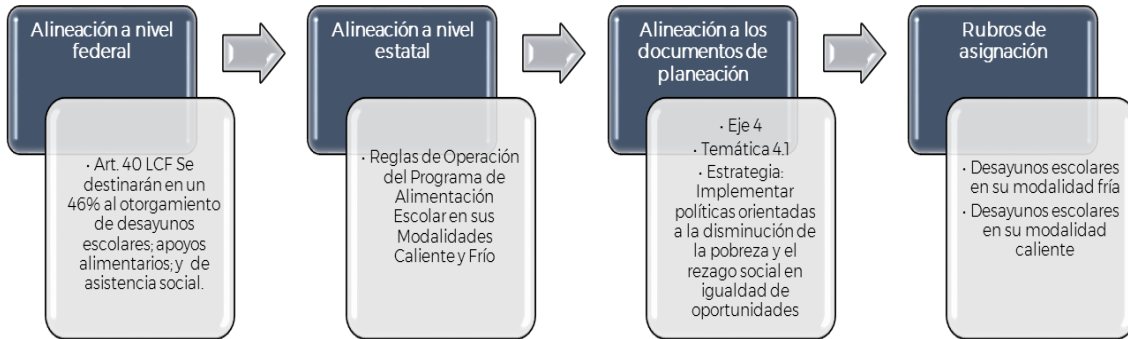 Alineación a nivel
federal
· Art. 40 LCF Se
destinarán en un
46% al otorgamiento
de desayunos
escolares; apoyos
alimentarios; y de
asistencia social.
Alineación a nivel
estatal
· Reglas de Operación
del Programa de
Alimentación
Escolar en sus
Modalidades
Caliente y Frío
Alineación a los
documentos de
planeación
· Eje 4
· Temática 4.1
· Estrategia:
Implementar
políticas orientadas
a la disminución de
la pobreza y el
rezago social en
igualdad de
oportunidades
Rubros de
asignación
· Desayunos escolares
en su modalidad fría
· Desayunos escolares
en su modalidad
caliente